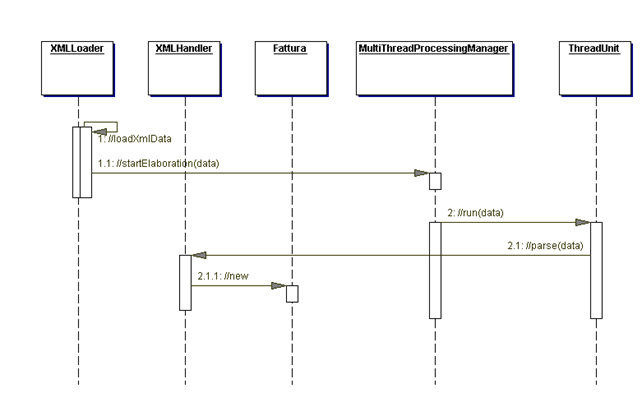 XMLLoader
XMLHandler
Fattura
MultiThreadProcessingManager
ThreadUnit
1: //loadXmlData
1.1: //startElaboration(data)
2: //run(data)
2.1: //parse(data)
2.1.1: //new